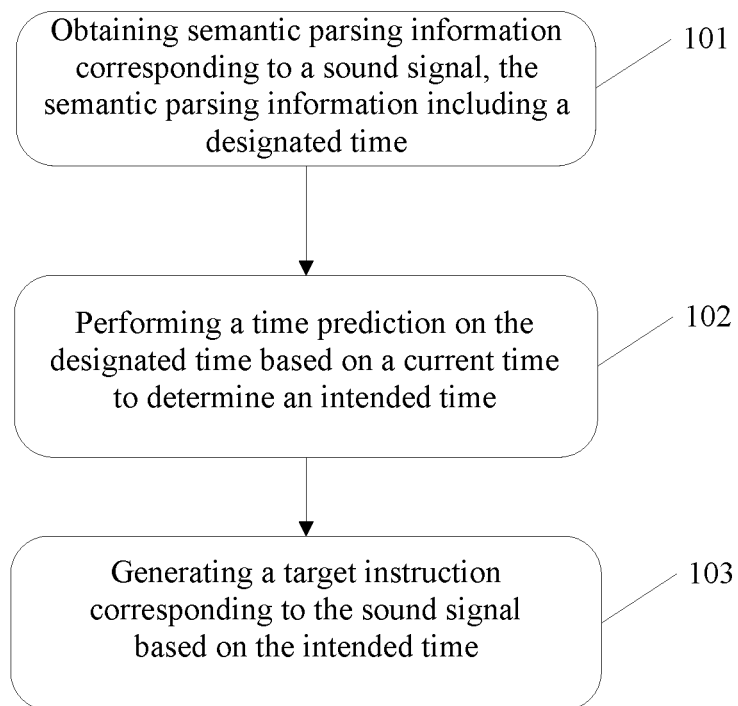 Obtaining semantic parsing information
corresponding to a sound signal, the
semantic parsing information including a
designated time
101
Performing a time prediction on the
designated time based on a current time
to determine an intended time
102
Generating a target instruction
corresponding to the sound signal
based on the intended time
103